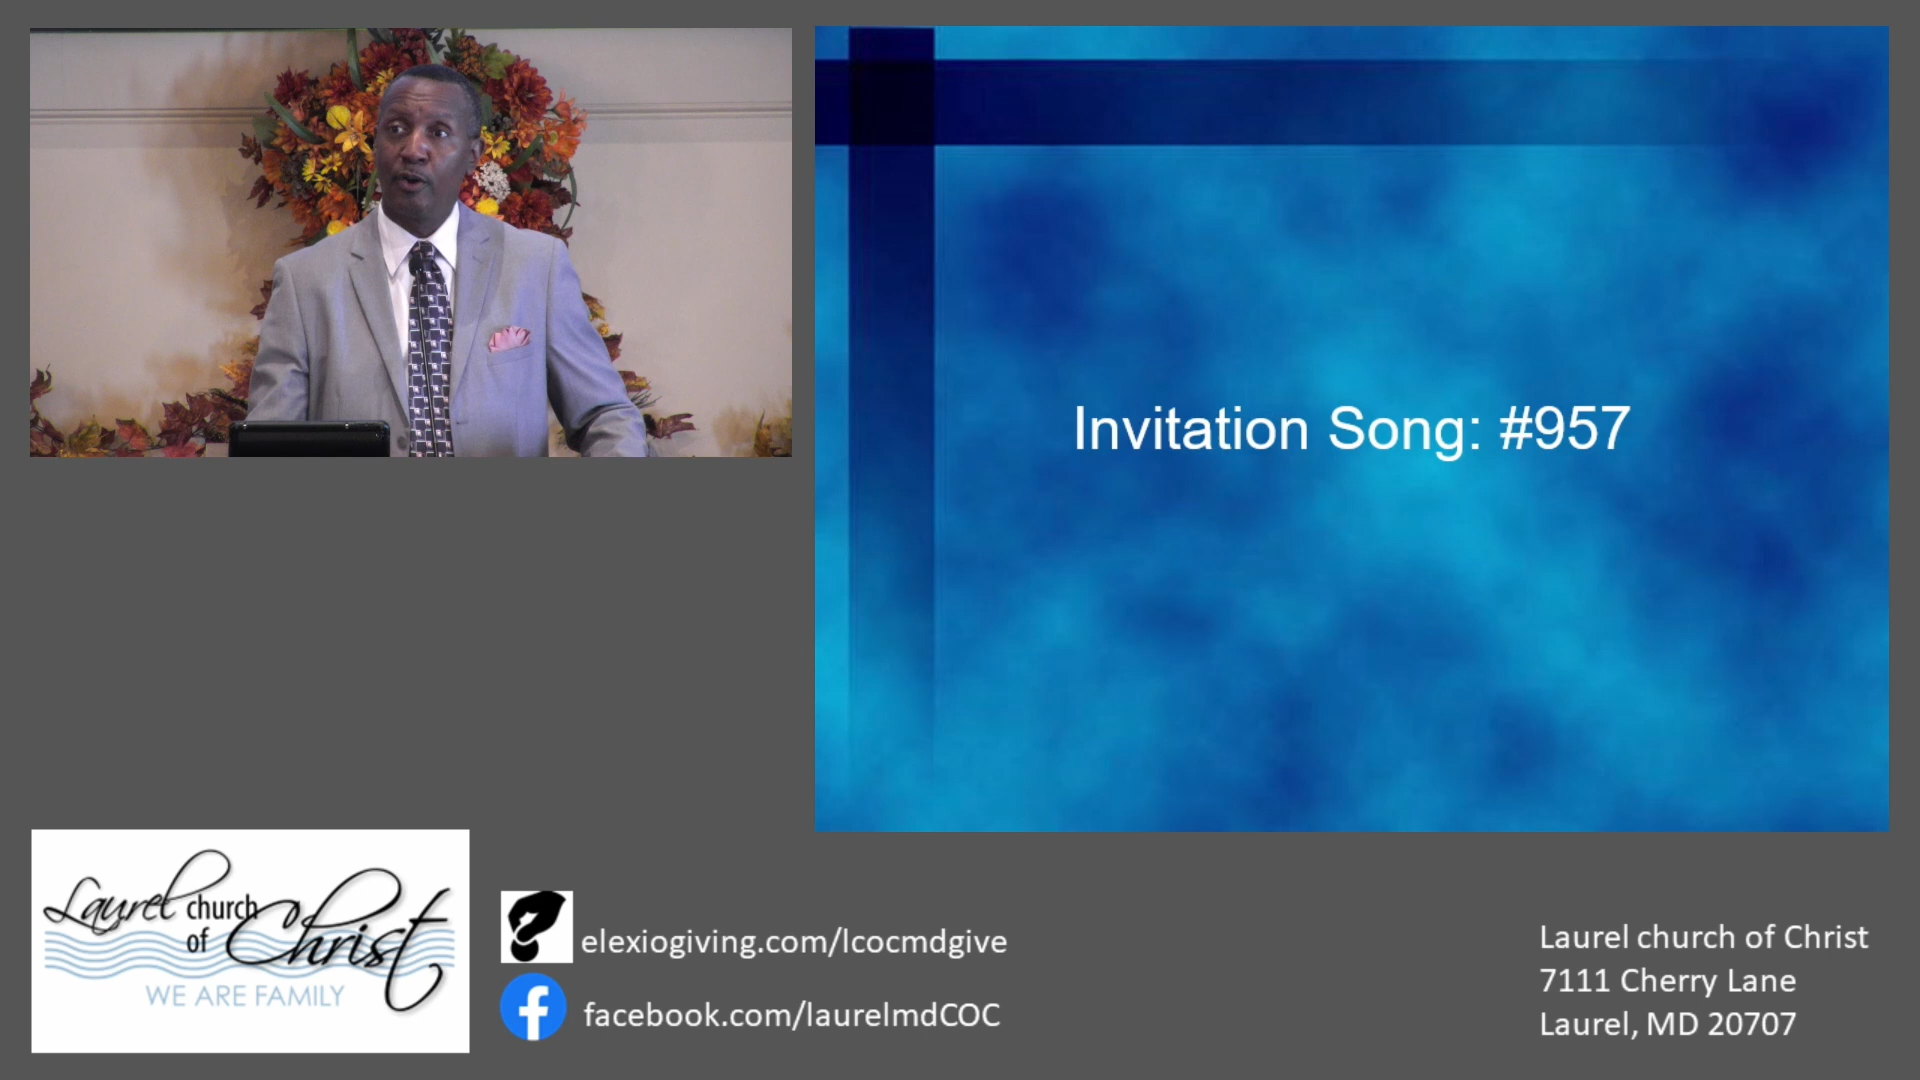 Invitation Song: #957
Laurel church
of Christ
WE ARE FAMILY
elexiogiving.com/lcocmdgive
facebook.com/laurelmdCOC
Laurel church of Christ
7111 Cherry Lane
Laurel, MD 20707